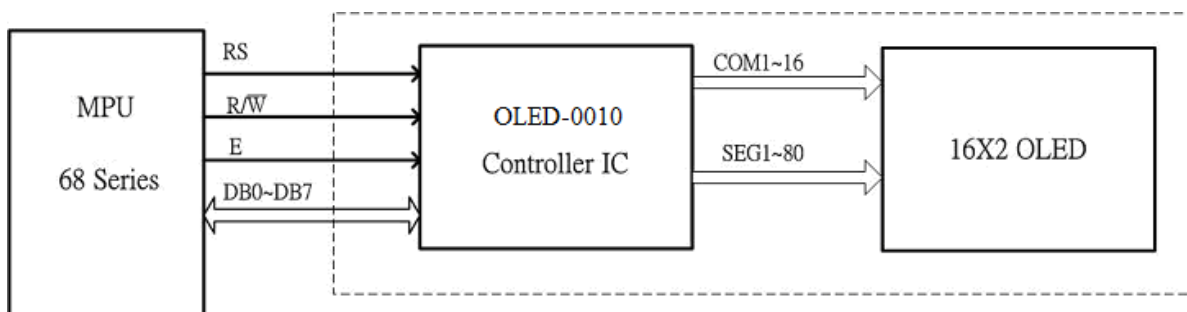 MPU
68 Series
RS
R/W̅
E
DB0~DB7
OLED-0010
Controller IC
COM1~16
SEG1~80
16X2 OLED